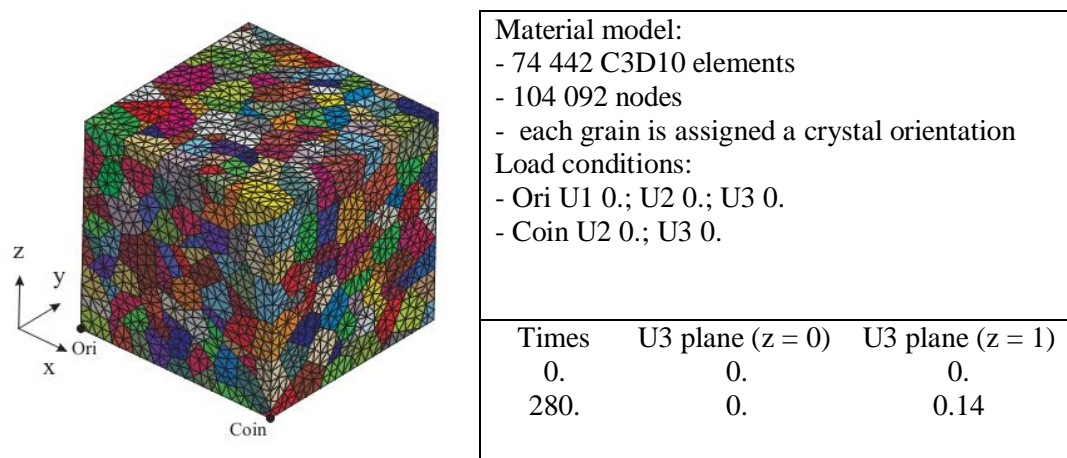 z
y
x
Ori
Coin
Material model:
- 74 442 C3D10 elements
- 104 092 nodes
- each grain is assigned a crystal orientation
Load conditions:
- Ori U1 0.; U2 0.; U3 0.
- Coin U2 0.; U3 0.
Times U3 plane (z = 0) U3 plane (z = 1)
0. 0. 0.
280. 0. 0.14